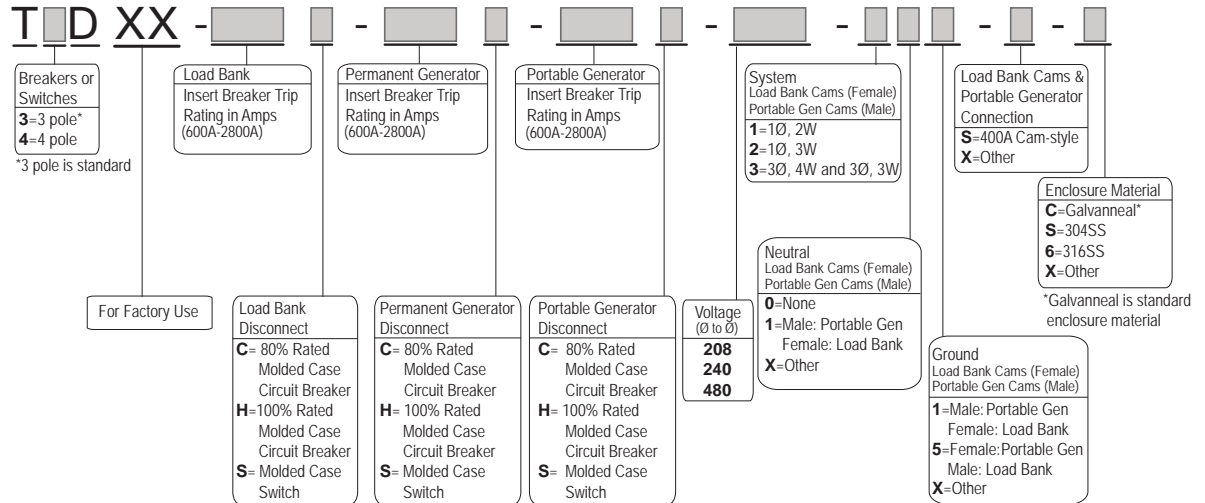 T D XX - - - - - - -
Breakers or
Switches
3=3 pole*
4=4 pole
*3 pole is standard
Load Bank
Insert Breaker Trip
Rating in Amps
(600A-2800A)
Permanent Generator
Insert Breaker Trip
Rating in Amps
(600A-2800A)
Portable Generator
Insert Breaker Trip
Rating in Amps
(600A-2800A)
System
Load Bank Cams (Female)
Portable Gen Cams (Male)
1=1Ø, 2W
2=1Ø, 3W
3=3Ø, 4W and 3Ø, 3W
Load Bank Cams &
Portable Generator
Connection
S=400A Cam-style
X=Other
Enclosure Material
C=Galvanneal*
S=304SS
6=316SS
X=Other
*Galvanneal is standard
enclosure material
For Factory Use
Load Bank
Disconnect
C= 80% Rated
Molded Case
Circuit Breaker
H=100% Rated
Molded Case
Circuit Breaker
S= Molded Case
Switch
Permanent Generator
Disconnect
C= 80% Rated
Molded Case
Circuit Breaker
H= 100% Rated
Molded Case
Circuit Breaker
S= Molded Case
Switch
Portable Generator
Disconnect
C= 80% Rated
Molded Case
Circuit Breaker
H= 100% Rated
Molded Case
Circuit Breaker
S= Molded Case
Switch
Voltage
(Ø to Ø)
208
240
480
Neutral
Load Bank Cams (Female)
Portable Gen Cams (Male)
0=None
1=Male: Portable Gen
Female: Load Bank
X=Other
Ground
Load Bank Cams (Female)
Portable Gen Cams (Male)
1=Male: Portable Gen
Female: Load Bank
5=Female:Portable Gen
Male: Load Bank
X=Other